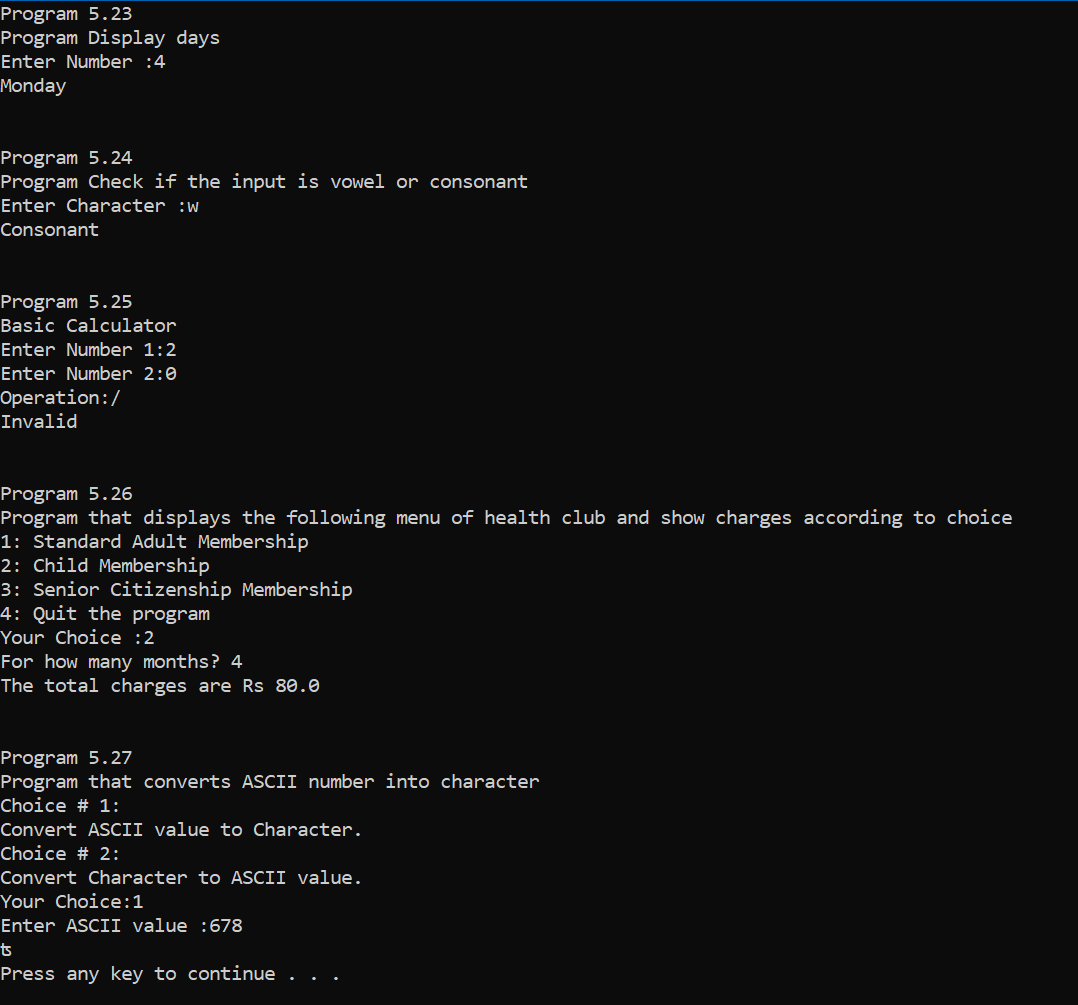 Program 5.23
Program Display days
Enter Number :4
Monday
Program 5.24
Program Check if the input is vowel or consonant
Enter Character :w
Consonant
Program 5.25
Basic Calculator
Enter Number 1:2
Enter Number 2:0
Operation:/
Invalid
Program 5.26
Program that displays the following menu of health club and show charges according to choice
1: Standard Adult Membership
2: Child Membership
3: Senior Citizenship Membership
4: Quit the program
Your Choice :2
For how many months? 4
The total charges are Rs 80.0
Program 5.27
Program that converts ASCII number into character
Choice # 1:
Convert ASCII value to Character.
Choice # 2:
Convert Character to ASCII value.
Your Choice:1
Enter ASCII value :678
ʦ
Press any key to continue . . .